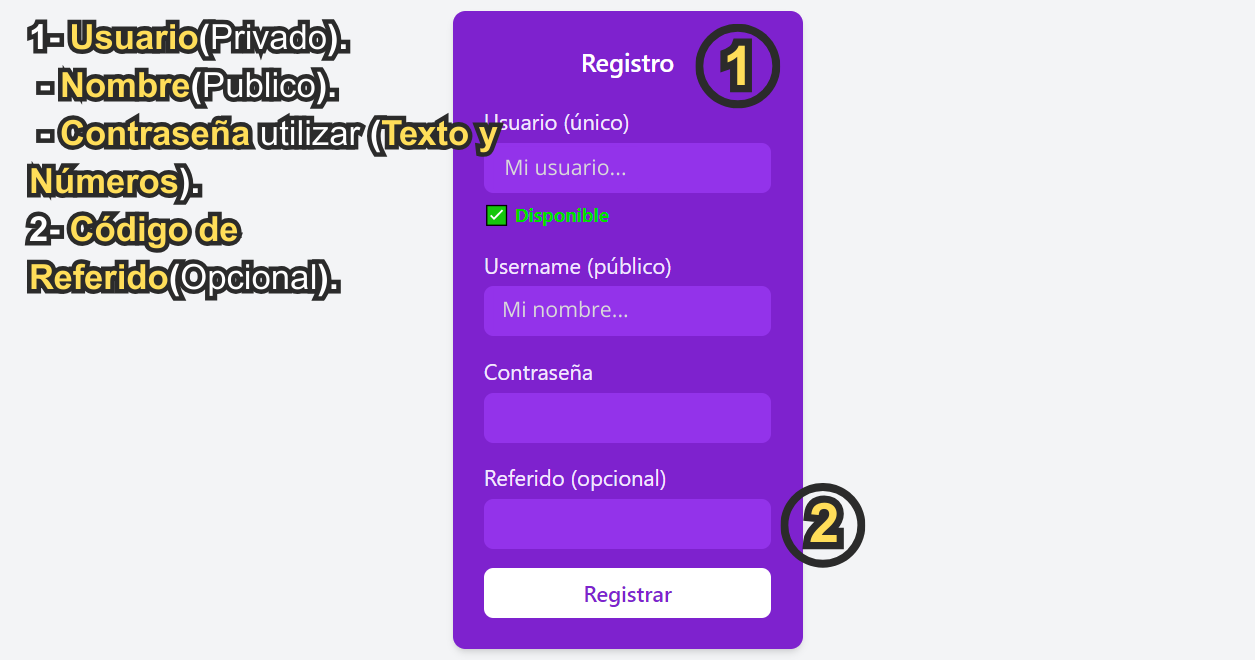 1- Usuario(Privado).
- Nombre(Publico).
- Contraseña utilizar (Texto y
Números).
2- Código de
Referido(Opcional).
Registro
1
Usuario (único)
Mi usuario...
Disponible
Username (público)
Mi nombre...
Contraseña
Referido (opcional)
2
Registrar